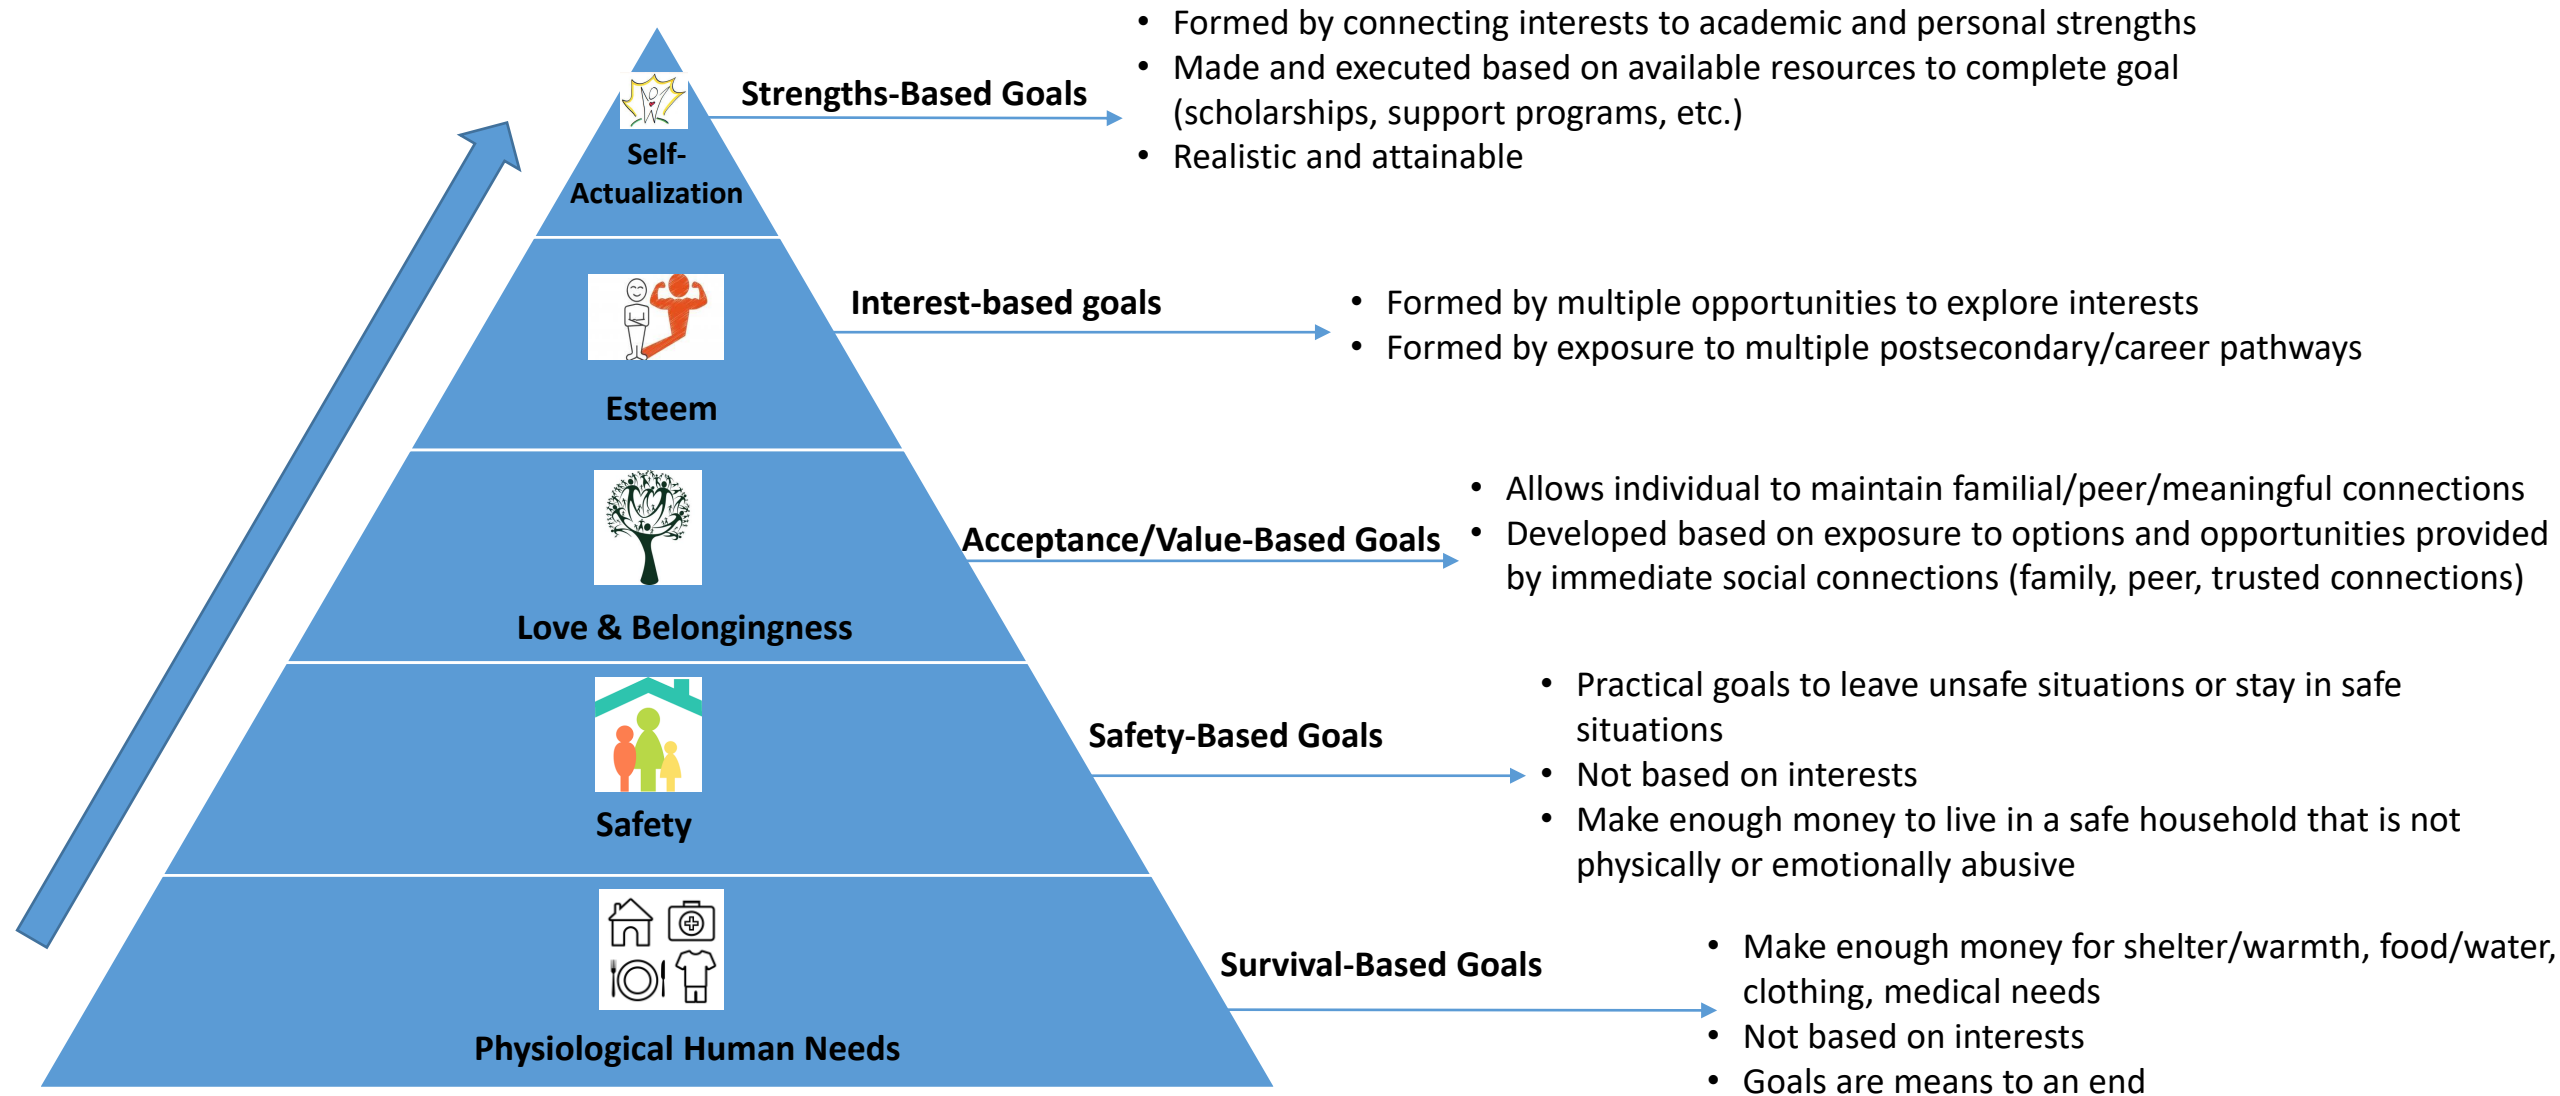 • Formed by connecting interests to academic and personal strengths
• Made and executed based on available resources to complete goal
(scholarships, support programs, etc.)
• Realistic and attainable
Strengths-Based Goals
Self-
Actualization
Interest-based goals
• Formed by multiple opportunities to explore interests
• Formed by exposure to multiple postsecondary/career pathways
Esteem
• Allows individual to maintain familial/peer/meaningful connections
• Developed based on exposure to options and opportunities provided
by immediate social connections (family, peer, trusted connections)
Acceptance/Value-Based Goals
Love & Belongingness
• Practical goals to leave unsafe situations or stay in safe
situations
• Not based on interests
• Make enough money to live in a safe household that is not
physically or emotionally abusive
Safety-Based Goals
Safety
Survival-Based Goals
• Make enough money for shelter/warmth, food/water,
clothing, medical needs
• Not based on interests
• Goals are means to an end
Physiological Human Needs